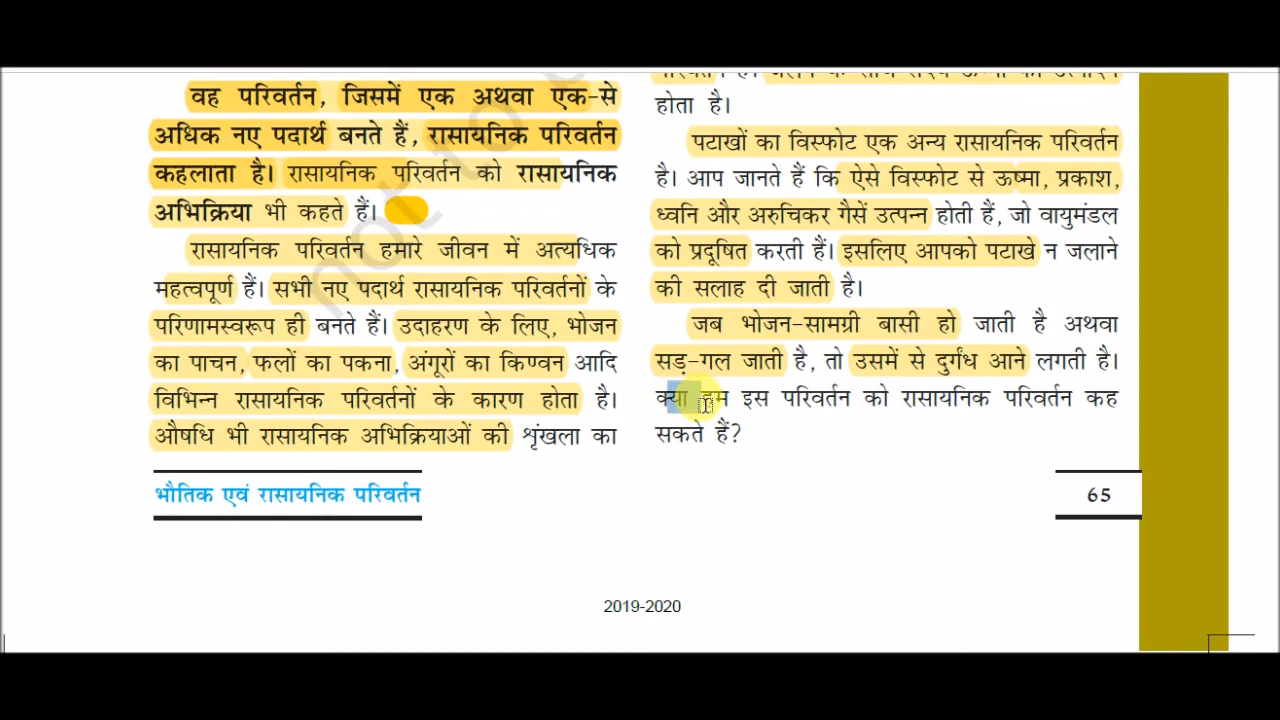 वह परिवर्तन, जिसमें एक अथवा एक-से
अधिक नए पदार्थ बनते हैं, रासायनिक परिवर्तन
कहलाता है। रासायनिक परिवर्तन को रासायनिक
अभिक्रिया भी कहते हैं।
रासायनिक परिवर्तन हमारे जीवन में अत्यधिक
महत्वपूर्ण हैं। सभी नए पदार्थ रासायनिक परिवर्तनों के
परिणामस्वरूप ही बनते हैं। उदाहरण के लिए, भोजन
का पाचन, फलों का पकना, अंगूरों का किण्वन आदि
विभिन्न रासायनिक परिवर्तनों के कारण होता है।
औषधि भी रासायनिक अभिक्रियाओं की शृंखला का
होता है।
पटाखों का विस्फोट एक अन्य रासायनिक परिवर्तन
है। आप जानते हैं कि ऐसे विस्फोट से ऊष्मा, प्रकाश,
ध्वनि और अरुचिकर गैसें उत्पन्न होती हैं, जो वायुमंडल
को प्रदूषित करती हैं। इसलिए आपको पटाखे न जलाने
की सलाह दी जाती है।
जब भोजन-सामग्री बासी हो जाती है अथवा
सड़-गल जाती है, तो उसमें से दुर्गंध आने लगती है।
क्या हम इस परिवर्तन को रासायनिक परिवर्तन कह
सकते हैं?
भौतिक एवं रासायनिक परिवर्तन
65
2019-2020
not to